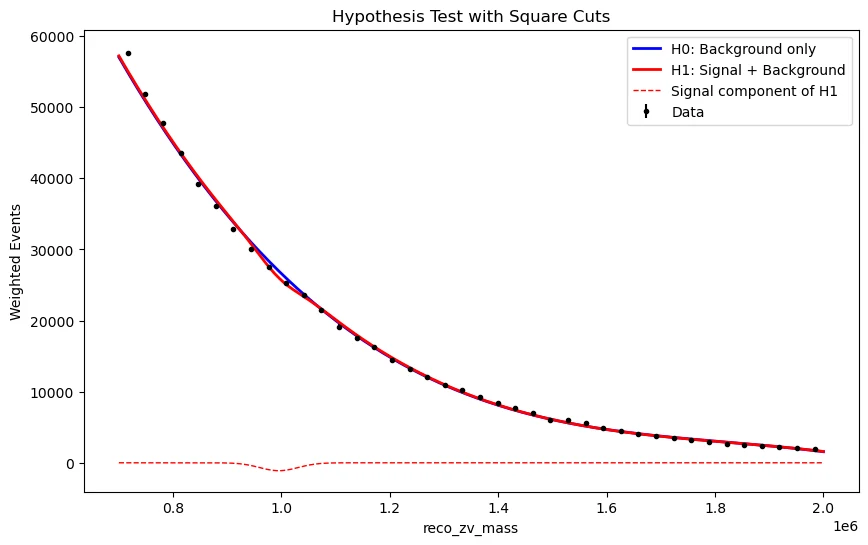 Hypothesis Test with Square Cuts
60000
50000
40000
30000
20000
10000
0
Weighted Events
H0: Background only
H1: Signal + Background
Signal component of H1
Data
0.8 1.0 1.2 1.4 1.6 1.8 2.0
1e6
reco_zv_mass